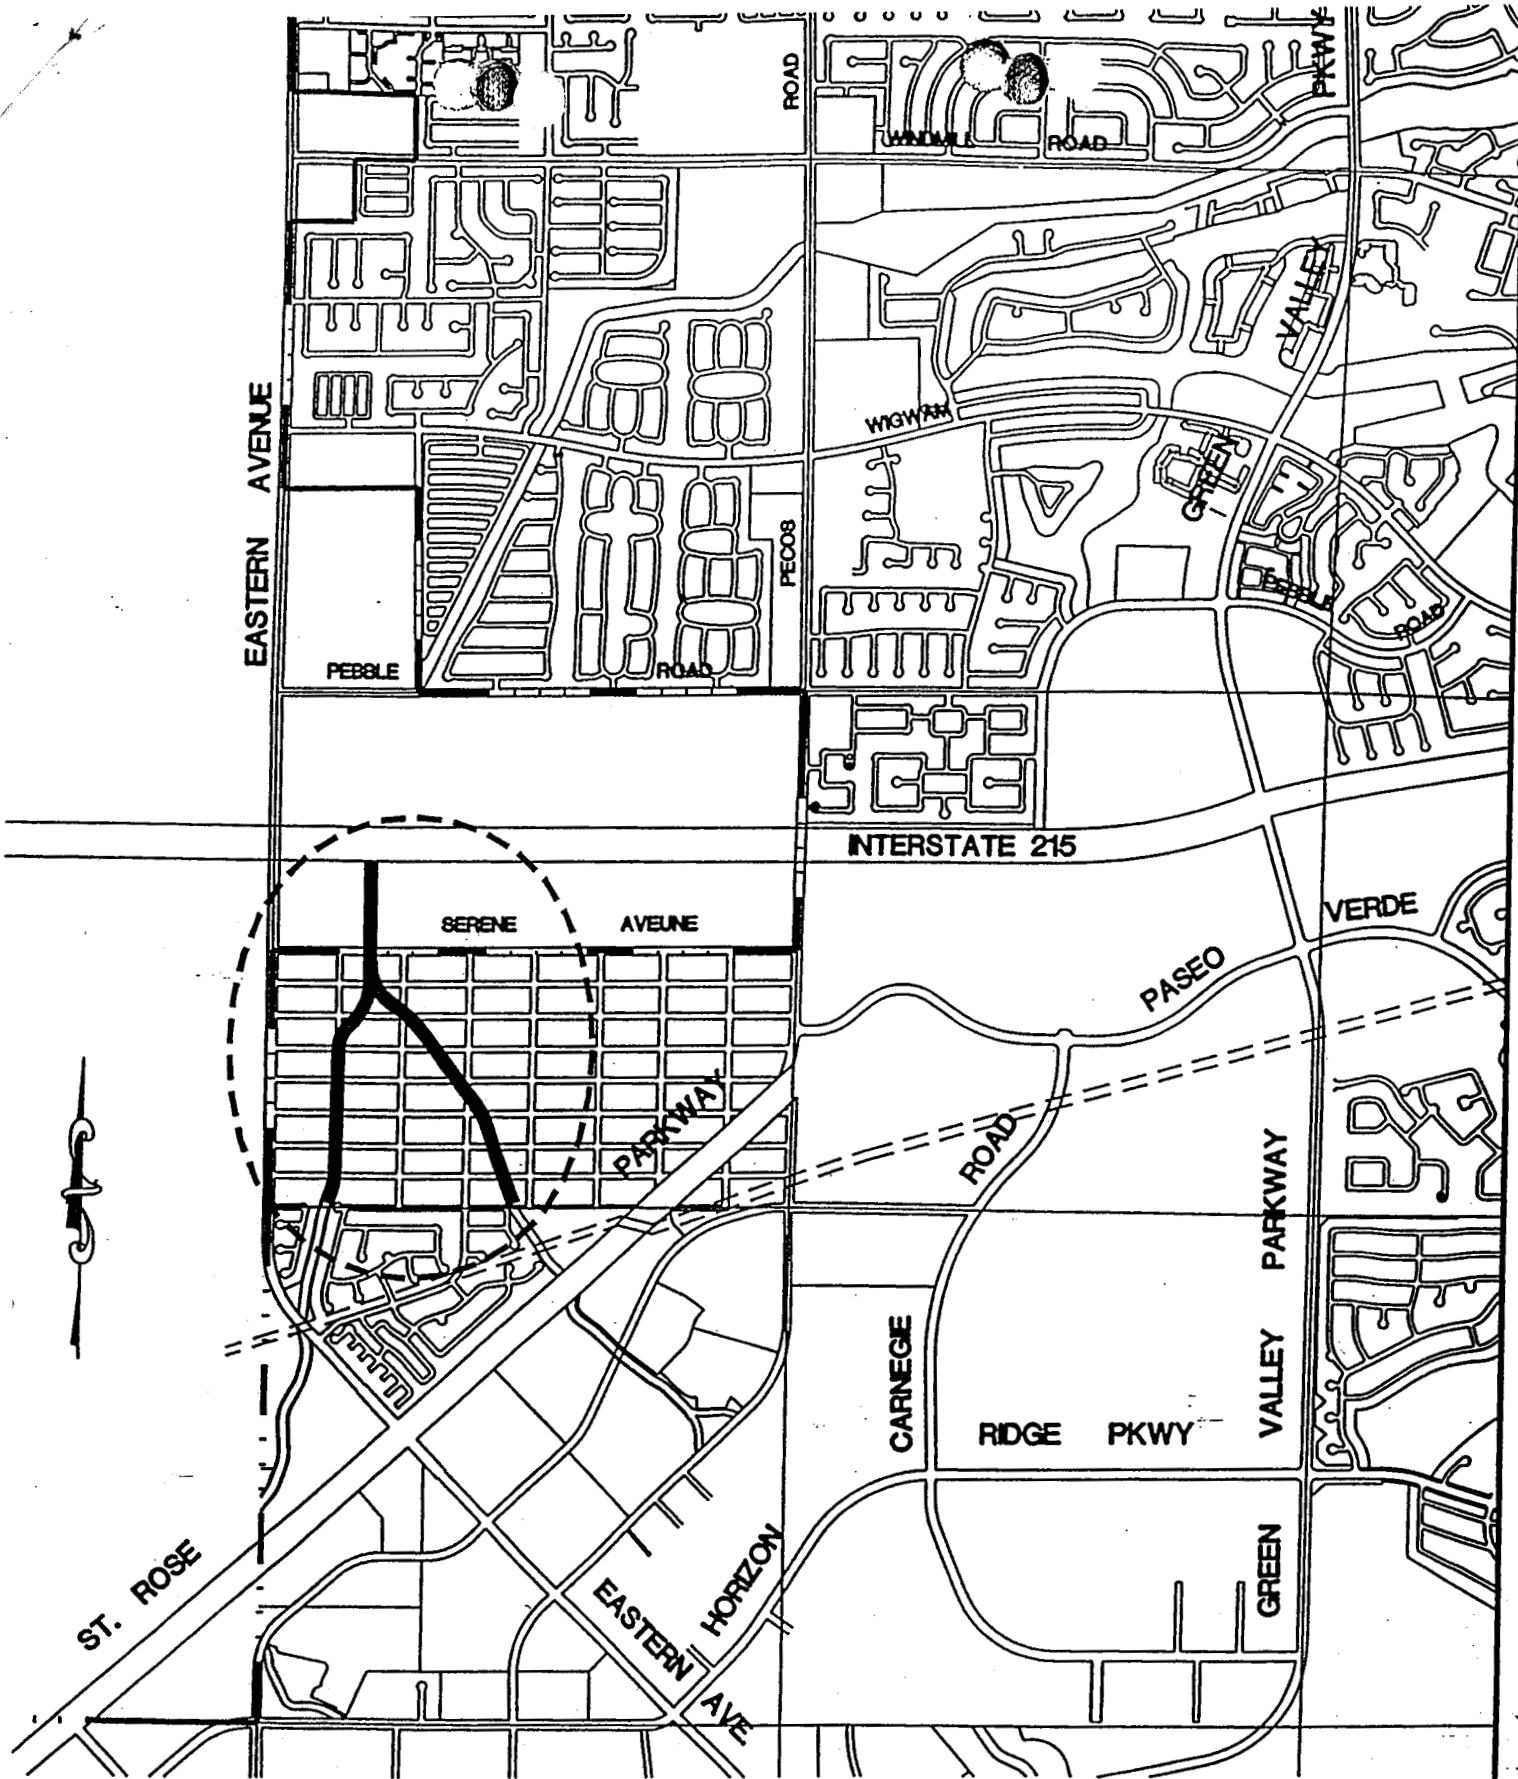 ROAD
PKWY
WINDMILL ROAD
VALLEY
EASTERN AVENUE
WIGWAM
GREEN
PECOS
PEBBLE
ROAD
PEBBLE ROAD
INTERSTATE 215
SERENE AVEUNE
PASEO VERDE
PARKWAY
ROAD
CARNEGIE
GREEN VALLEY PARKWAY
RIDGE PKWY
HORIZON
ST. ROSE
EASTERN AVE